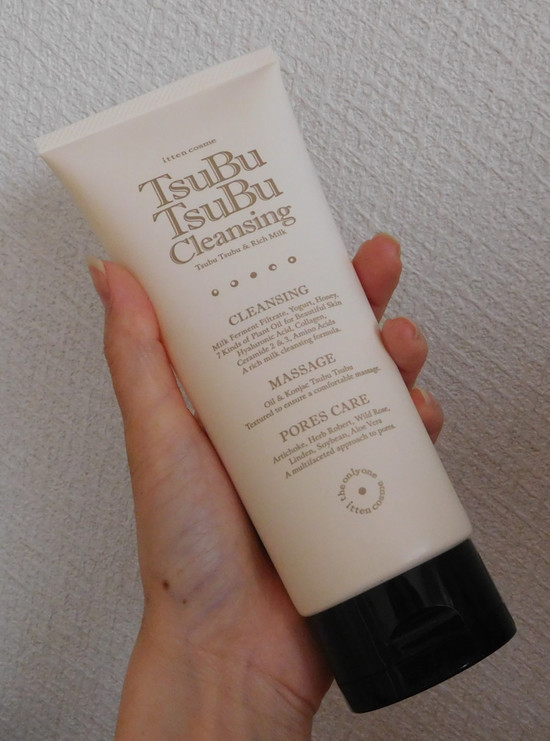 itten cosme
TsuBu
TsuBu
Cleansing
Tsubu Tsubu & Rich Milk
CLEANSING
Milk Ferment Filtrate, Yogurt, Honey,
7 Kinds of Plant Oil for Beautiful Skin
Hyaluronic Acid, Collagen,
Ceramide 2 & 3, Amino Acids
A rich milk cleansing formula.
MASSAGE
Oil & Konjac Tsubu Tsubu
Textured to ensure a comfortable massage
PORES CARE
Artichoke, Herb Robert, Wild Rose,
Linden, Soybean, Aloe Vera
A multifaceted approach to pores
the only one
itten cosme